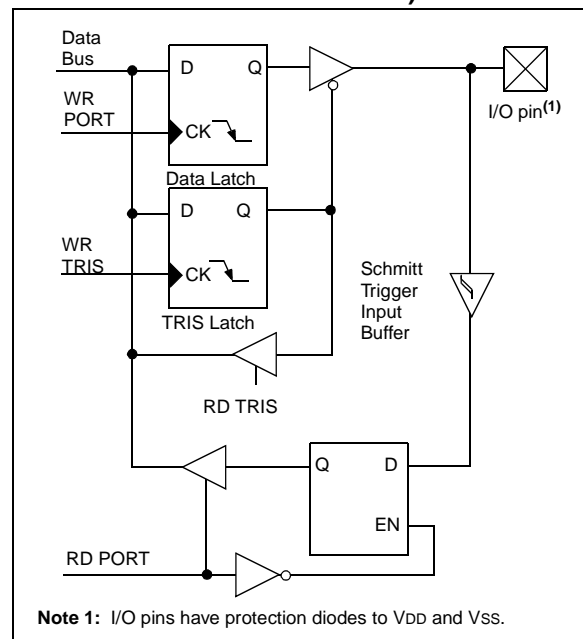 Data
Bus
D Q
WR
PORT
CK
I/O pin(1)
Data Latch
D Q
WR
TRIS
CK
Schmitt
Trigger
Input
Buffer
TRIS Latch
RD TRIS
Q D
EN
RD PORT
Note 1: I/O pins have protection diodes to VDD and VSS.